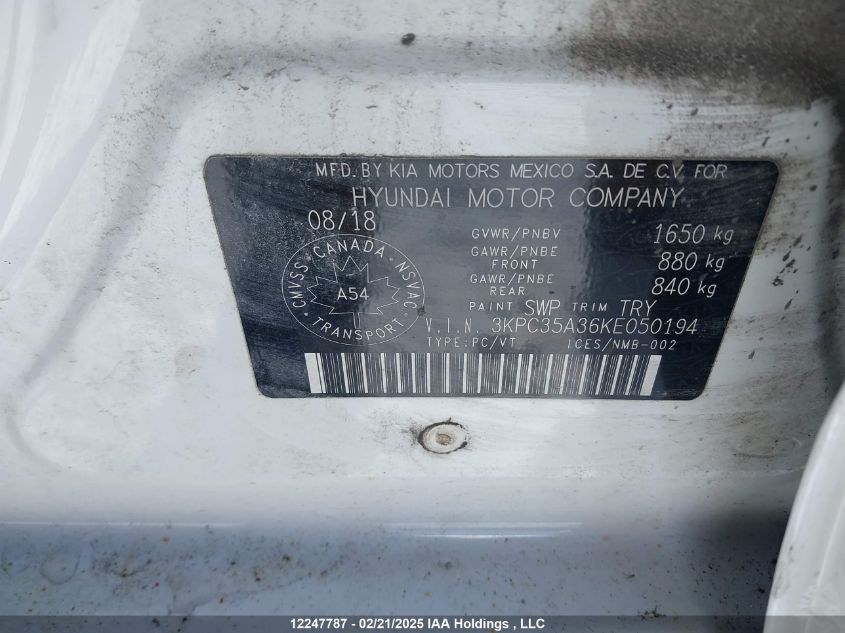 MFD. BY KIA MOTORS MEXICO S.A. DE C.V. FOR
HYUNDAI MOTOR COMPANY
08/18
GVWR/PNBV 1650 kg
GAWR/PNBE FRONT 880 kg
GAWR/PNBE REAR 840 kg
CANADA
CMVSS NSVAC
A54
TRANSPORT
PAINT SWP TRIM TRY
V.I.N. 3KPC35A36KE050194
TYPE:PC/VT ICES/NMB-002
12247787 - 02/21/2025 IAA Holdings , LLC